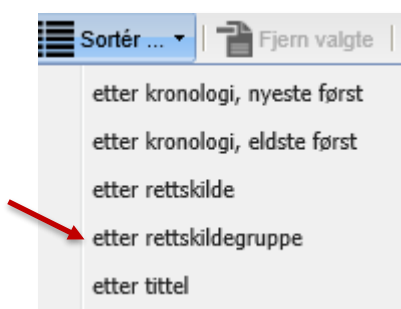 Sortér ... Fjern valgte
etter kronologi, nyeste først
etter kronologi, eldste først
etter rettskilde
etter rettskildegruppe
etter tittel